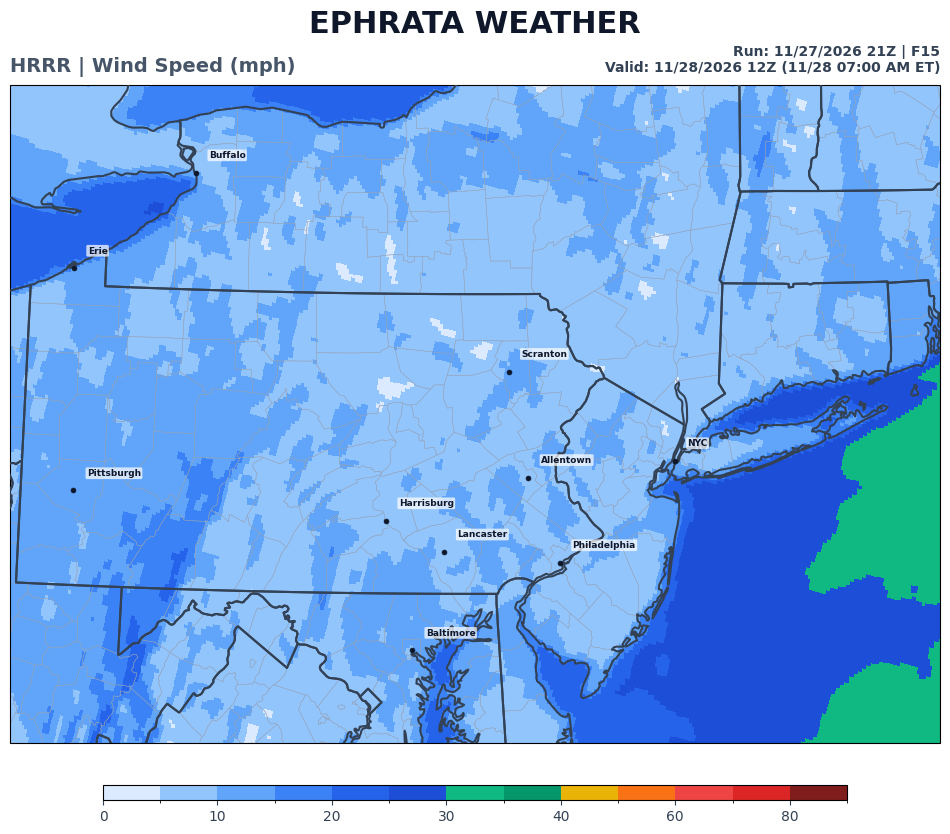 EPHRATA WEATHER
HRRR | Wind Speed (mph)
Run: 11/27/2026 21Z | F15
Valid: 11/28/2026 12Z (11/28 07:00 AM ET)
Buffalo
Erie
Scranton
NYC
Allentown
Pittsburgh
Harrisburg
Lancaster
Philadelphia
Baltimore
0 10 20 30 40 50 60 70 80